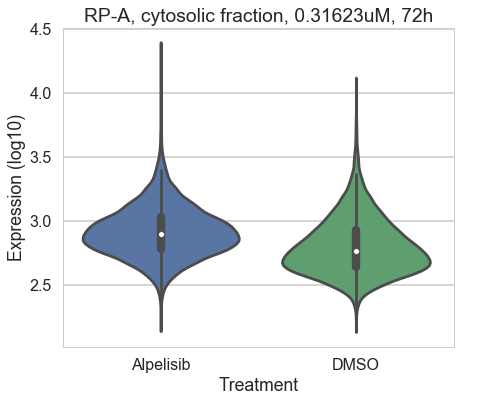 RP-A, cytosolic fraction, 0.31623uM, 72h
4.5
4.0
3.5
3.0
2.5
Expression (log10)
Alpelisib
DMSO
Treatment